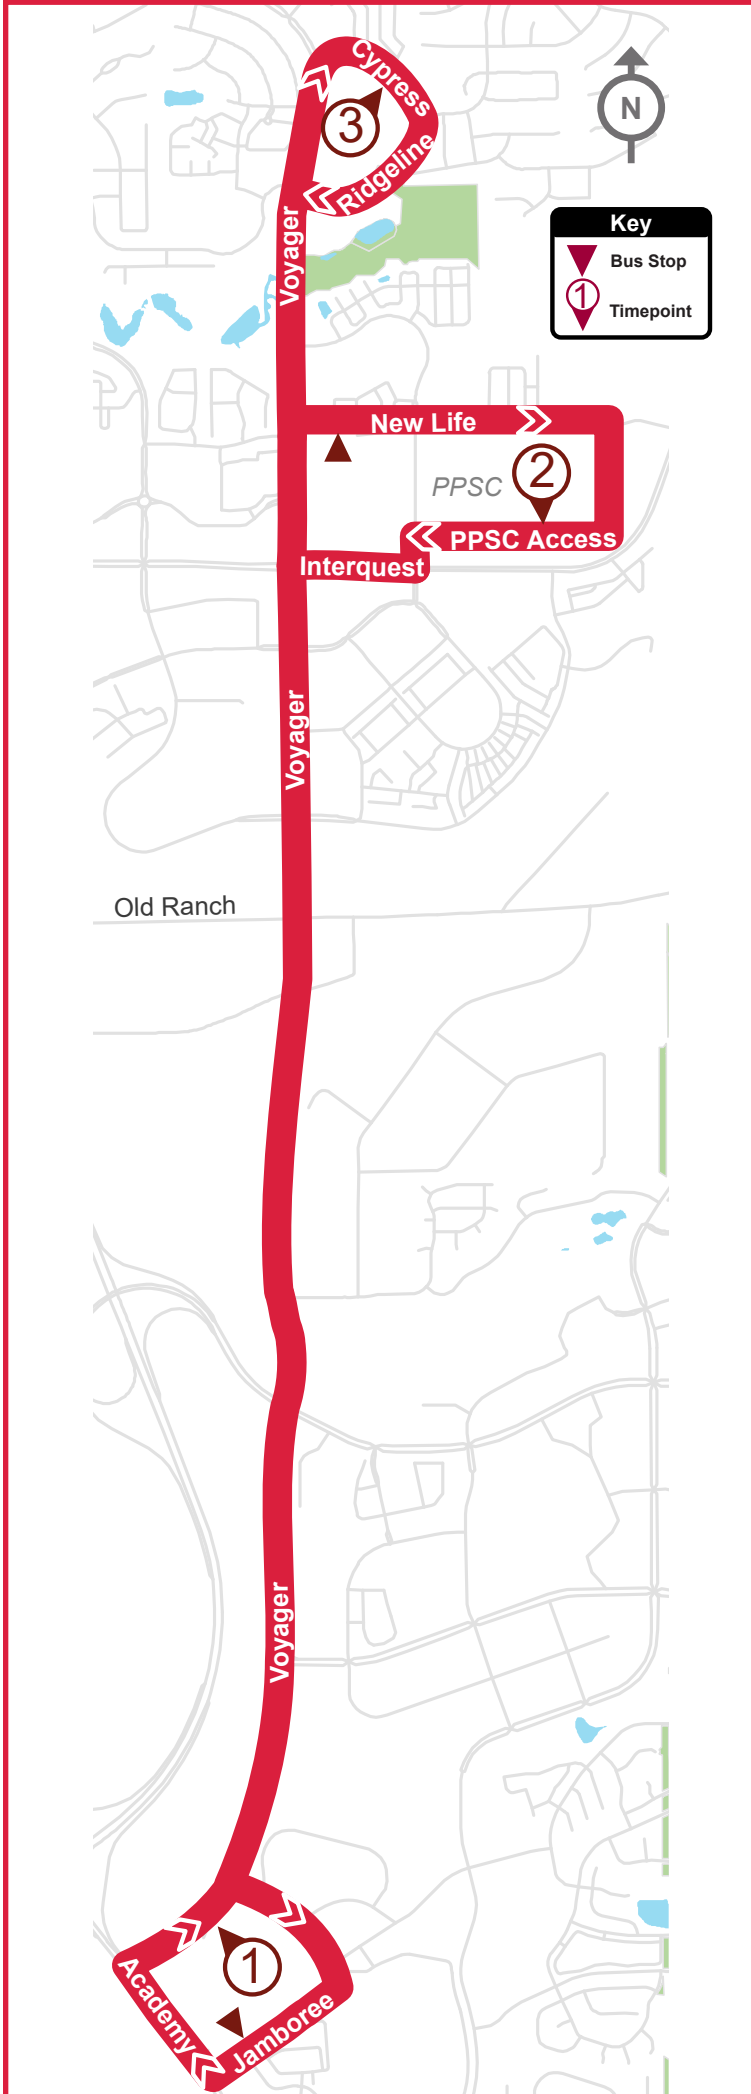 Cypress
N
3
Ridgeline
Key
Voyager
Bus Stop
1
Timepoint
New Life
2
PPSC
PPSC Access
Interquest
Voyager
Old Ranch
Voyager
1
Academy
Jamboree